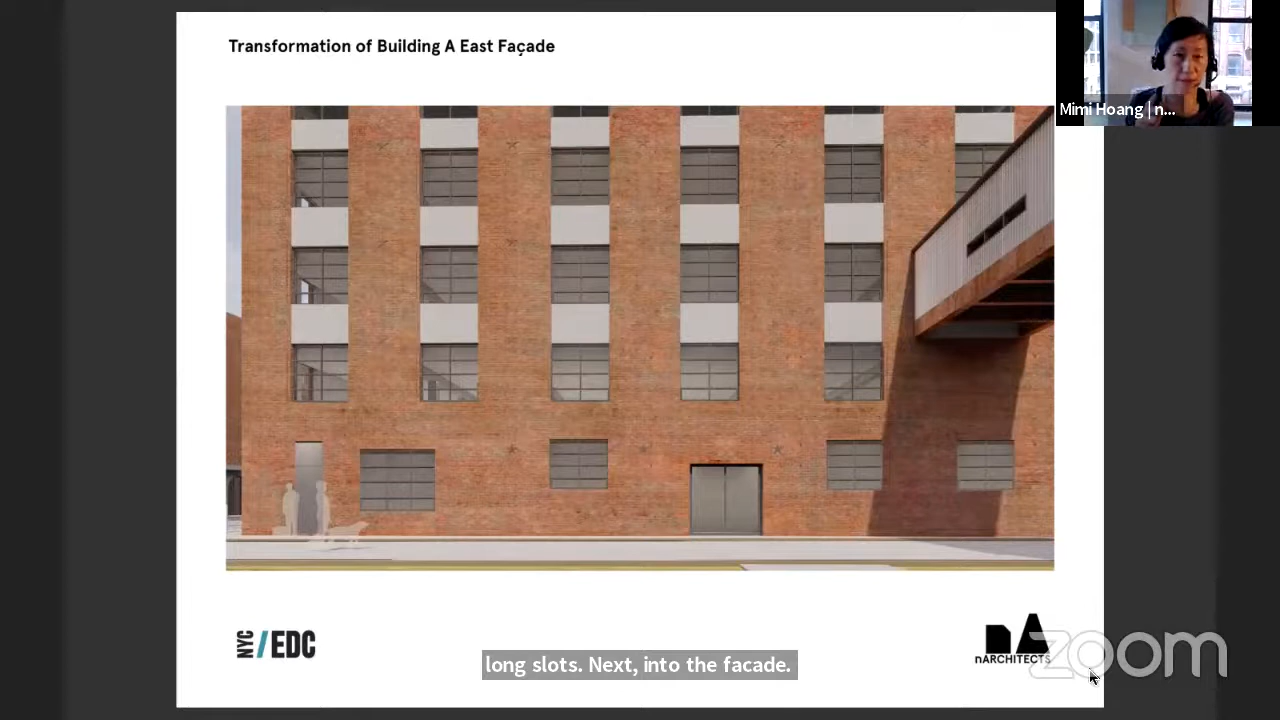 Transformation of Building A East Façade
Mimi Hoang | n...
NYC / EDC
nARCHITECTS
zoom
long slots. Next, into the facade.